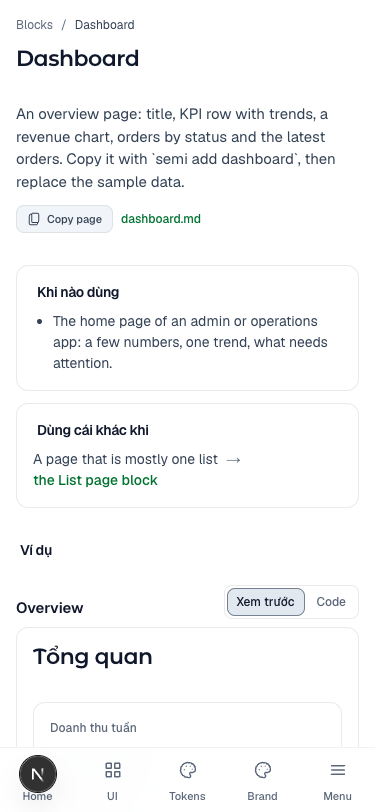 Blocks / Dashboard
Dashboard
An overview page: title, KPI row with trends, a
revenue chart, orders by status and the latest
orders. Copy it with `semi add dashboard`, then
replace the sample data.
Copy page dashboard.md
Khi nào dùng
• The home page of an admin or operations
app: a few numbers, one trend, what needs
attention.
Dùng cái khác khi
A page that is mostly one list →
the List page block
Ví dụ
Overview Xem trước Code
Tổng quan
Doanh thu tuần
N
Home UI Tokens Brand Menu